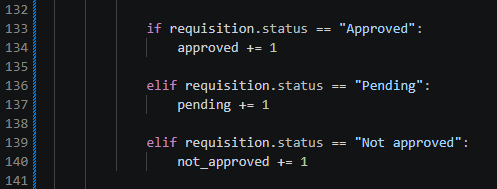 132
133 if requisition.status == "Approved":
134 approved += 1
135
136 elif requisition.status == "Pending":
137 pending += 1
138
139 elif requisition.status == "Not approved":
140 not_approved += 1
141